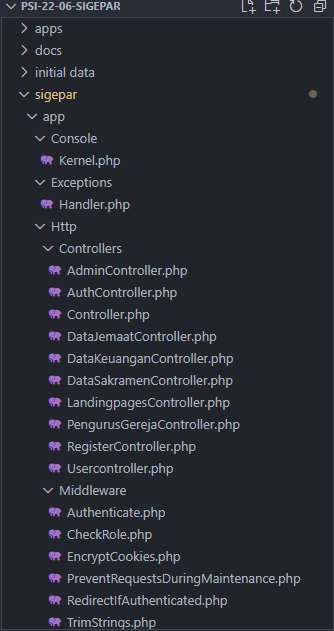 PSI-22-06-SIGEPAR
apps
docs
initial data
sigepar
app
Console
Kernel.php
Exceptions
Handler.php
Http
Controllers
AdminController.php
AuthController.php
Controller.php
DataJemaatController.php
DataKeuanganController.php
DataSakramenController.php
LandingpagesController.php
PengurusGerejaController.php
RegisterController.php
Usercontroller.php
Middleware
Authenticate.php
CheckRole.php
EncryptCookies.php
PreventRequestsDuringMaintenance.php
RedirectIfAuthenticated.php
TrimStrings.php